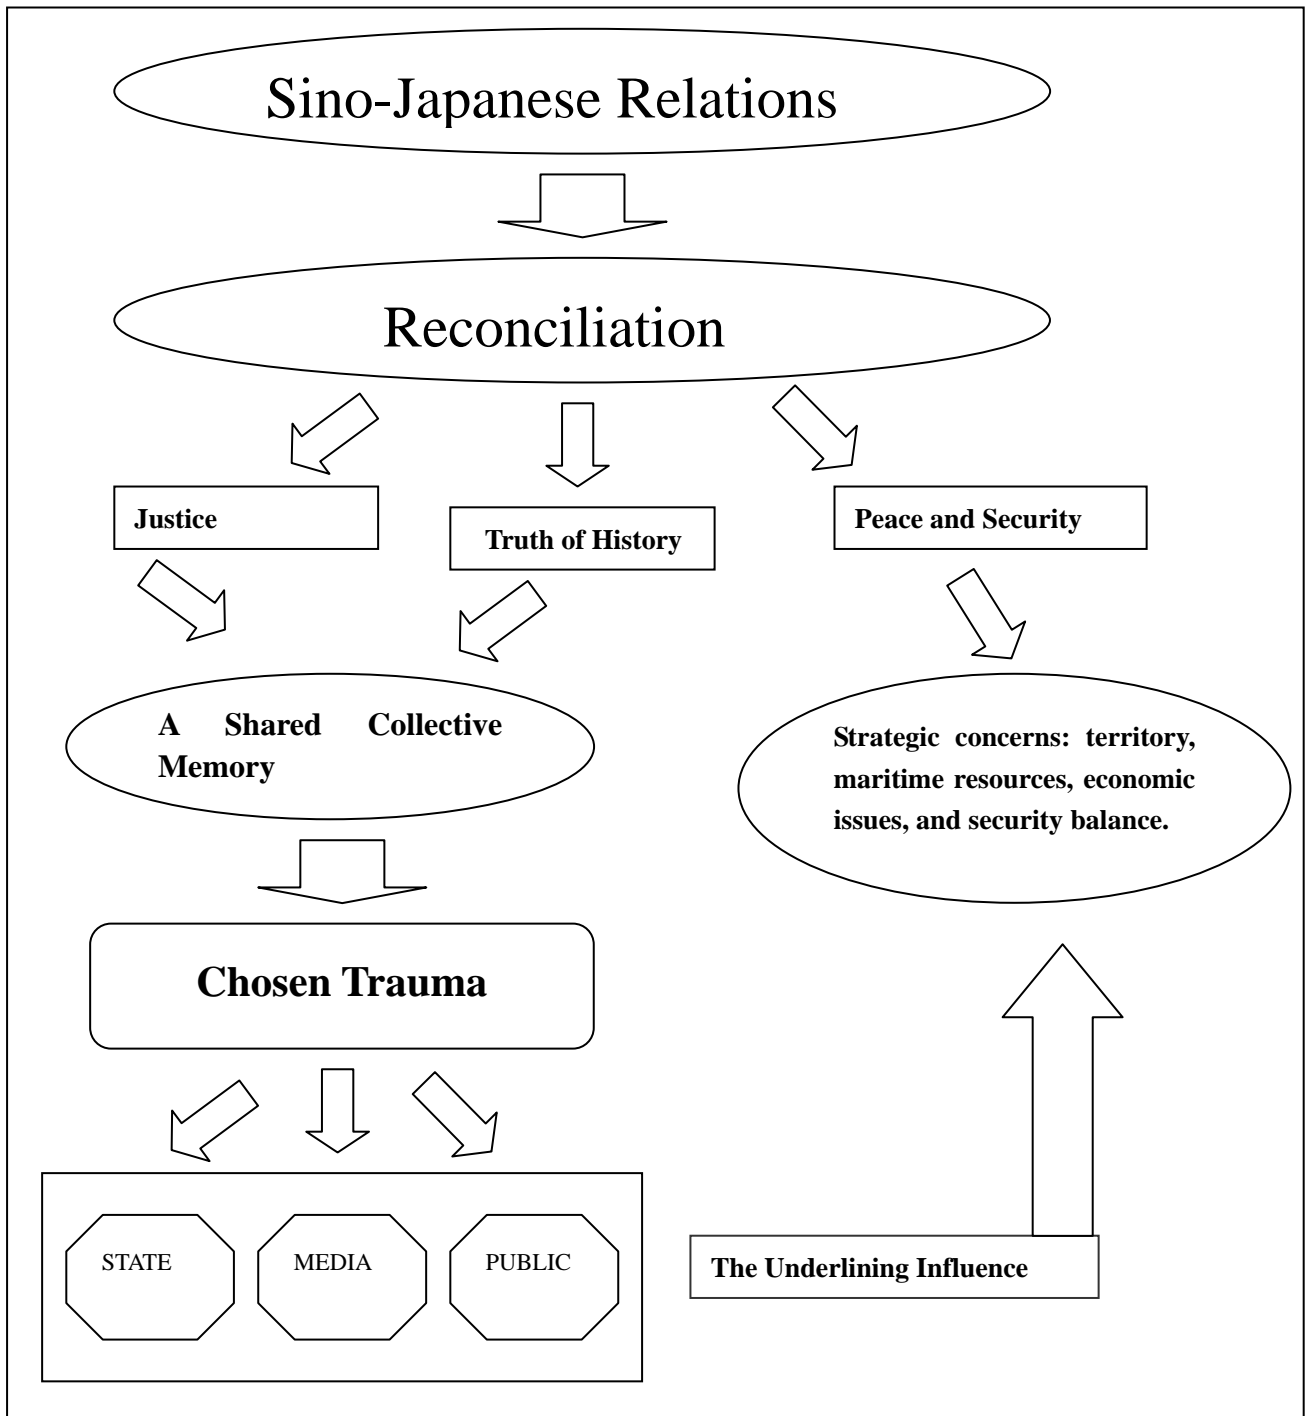 Sino-Japanese Relations
Reconciliation
Justice
Truth of History
Peace and Security
A Shared Collective
Memory
Strategic concerns: territory,
maritime resources, economic
issues, and security balance.
Chosen Trauma
STATE
MEDIA
PUBLIC
The Underlining Influence